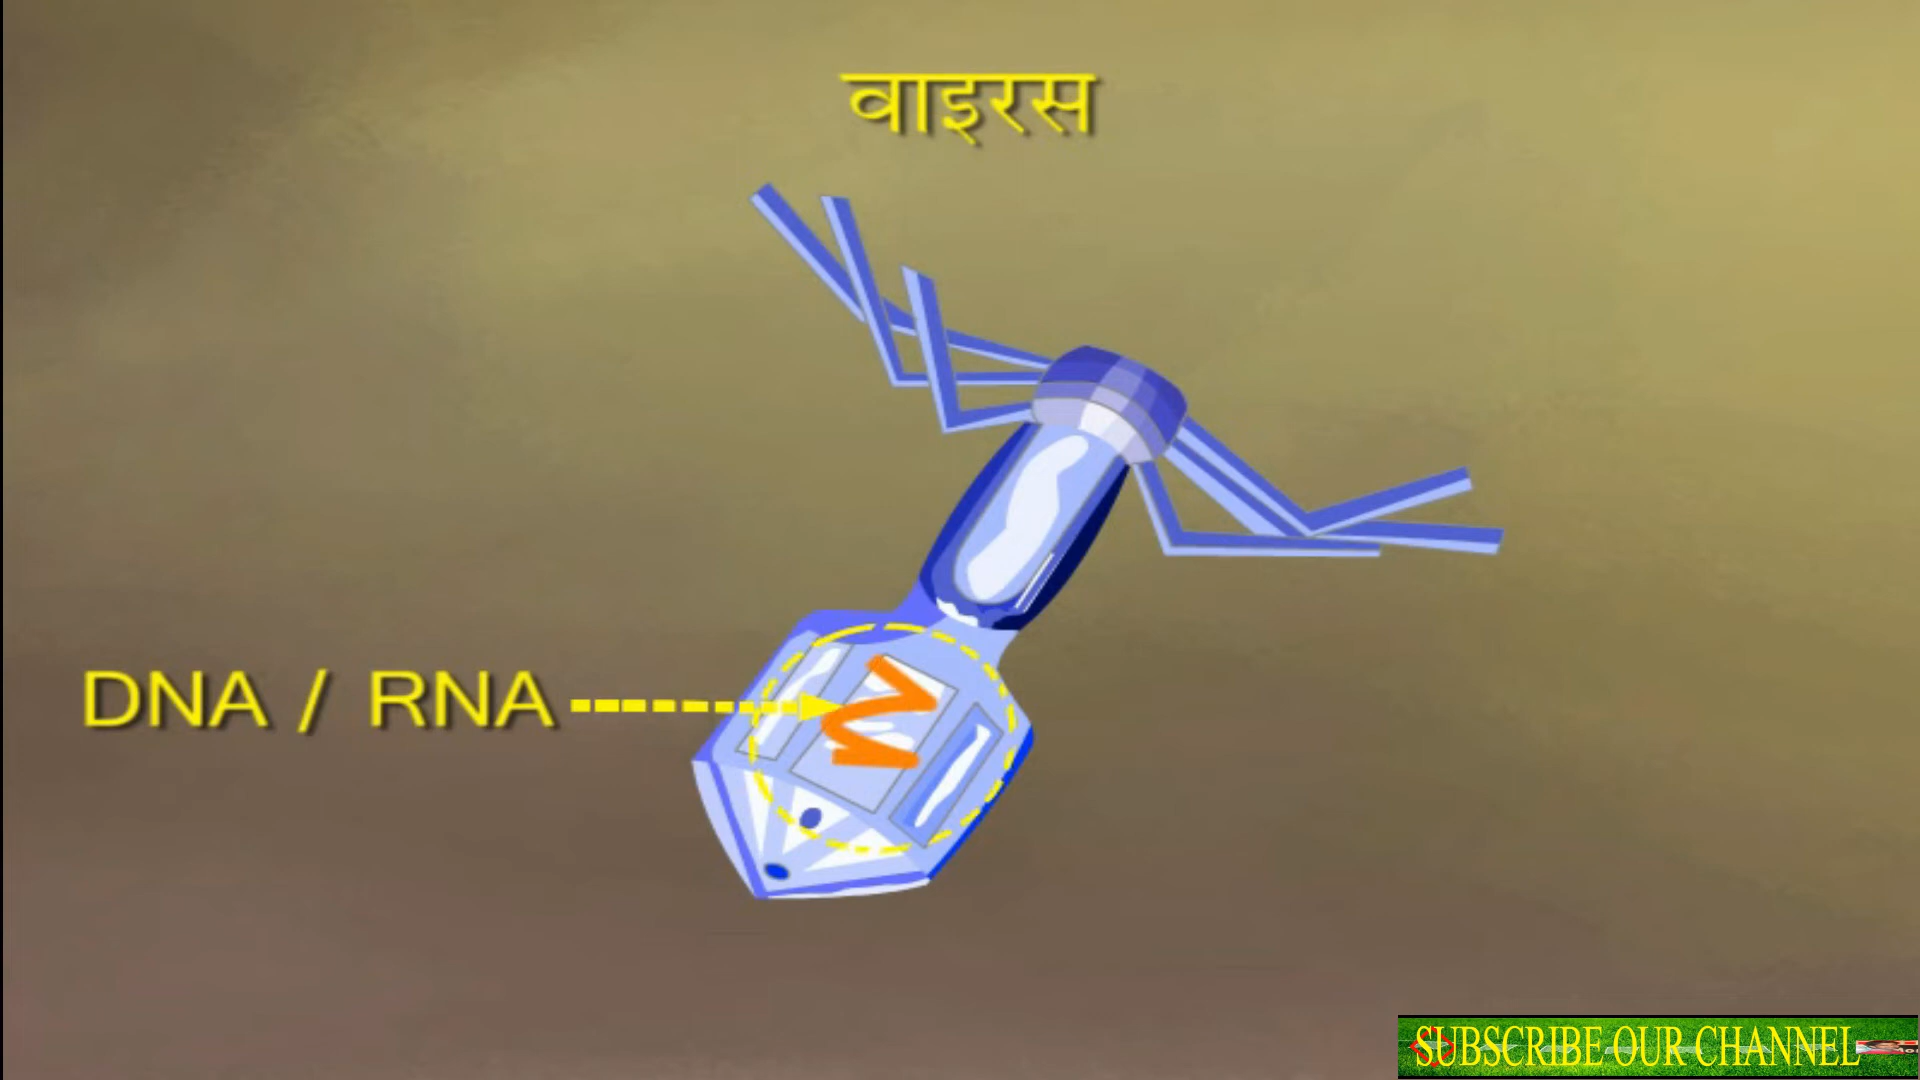 वाइरस
DNA / RNA
SUBSCRIBE OUR CHANNEL